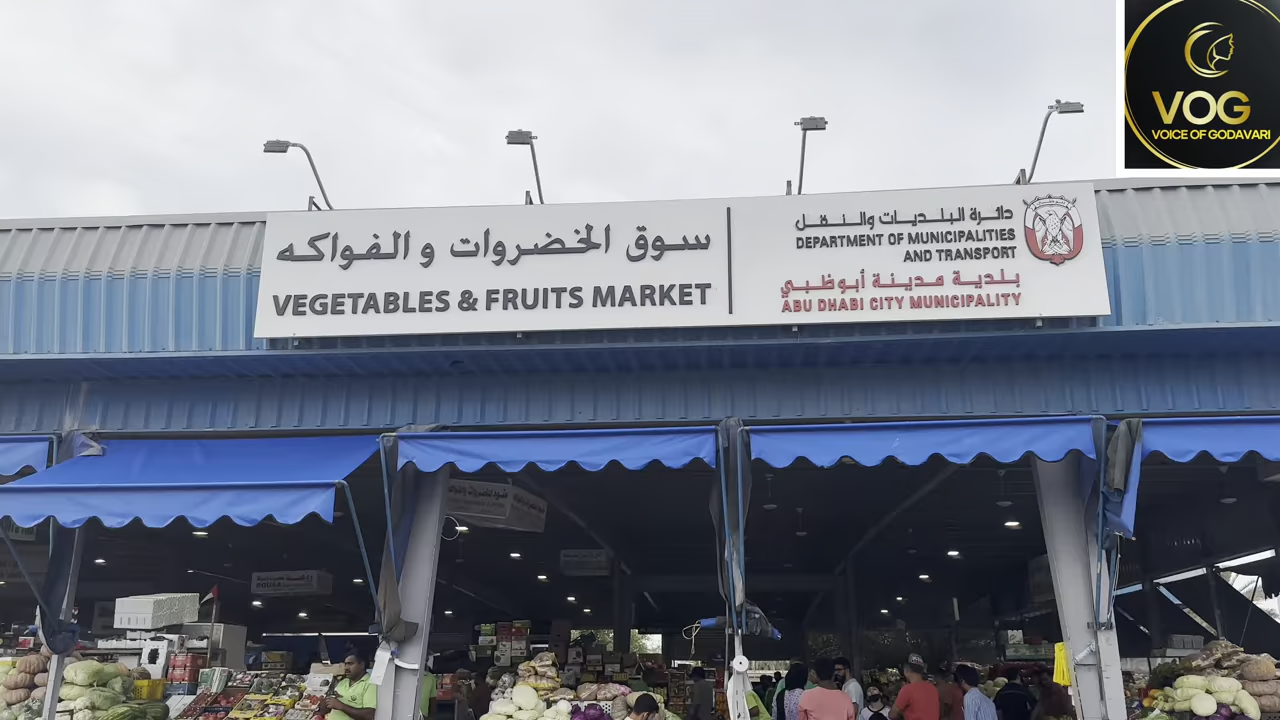 سوق الخضروات و الفواكه
VEGETABLES & FRUITS MARKET
دائرة البلديات والنقل
DEPARTMENT OF MUNICIPALITIES
AND TRANSPORT
بلدية مدينة أبوظبي
ABU DHABI CITY MUNICIPALITY
VOG
VOICE OF GODAVARI